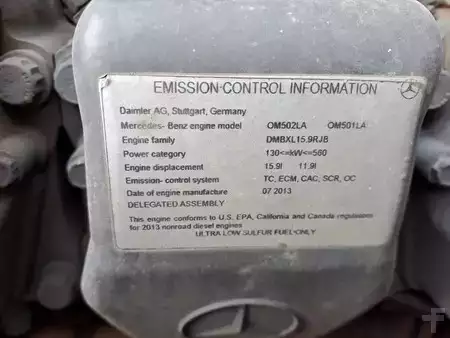 EMISSION CONTROL INFORMATION
Daimler AG, Stuttgart, Germany
Mercedes- Benz engine model OM502LA OM501LA
Engine family DMBXL15.9RJB
Power category 130<=kW<=560
Engine displacement 15.9l 11.9l
Emission- control system TC, ECM, CAC, SCR, OC
Date of engine manufacture 07 2013
DELEGATED ASSEMBLY
This engine conforms to U.S. EPA, California and Canada regulations
for 2013 nonroad diesel engines
ULTRA LOW SULFUR FUEL ONLY